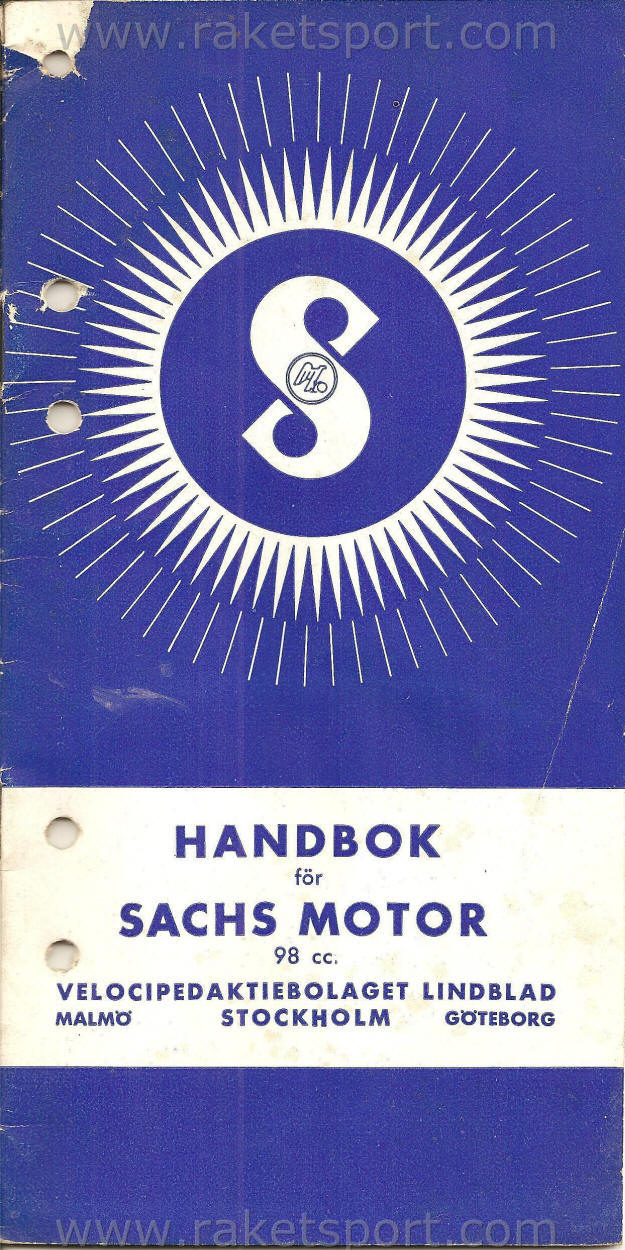 www.raketsport.com
S
HANDBOK
för
SACHS MOTOR
98 cc.
VELOCIPEDAKTIEBOLAGET LINDBLAD
MALMÖ STOCKHOLM GÖTEBORG
www.raketsport.com